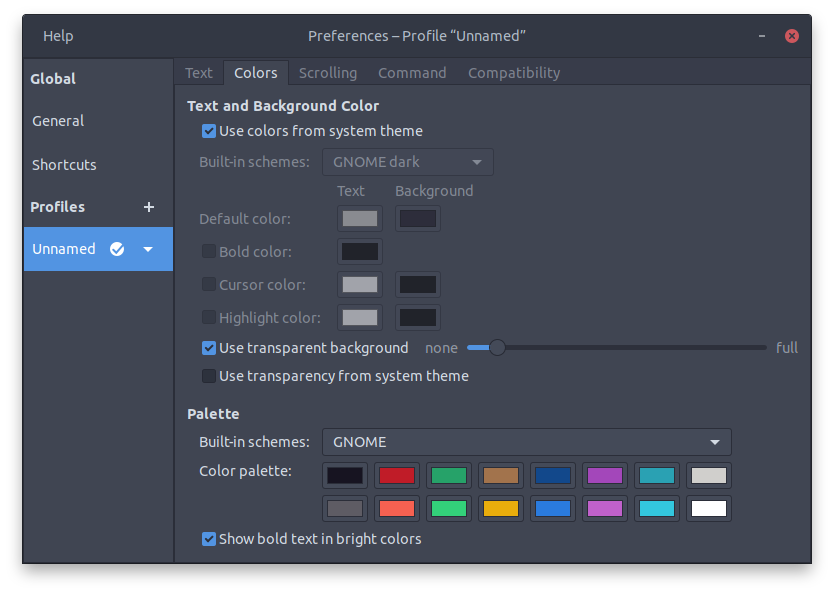 Help
Preferences – Profile “Unnamed”
Global
General
Shortcuts
Profiles
Unnamed
Text Colors Scrolling Command Compatibility
Text and Background Color
Use colors from system theme
Built-in schemes: GNOME dark
Text Background
Default color:
Bold color:
Cursor color:
Highlight color:
Use transparent background none full
Use transparency from system theme
Palette
Built-in schemes: GNOME
Color palette:
Show bold text in bright colors